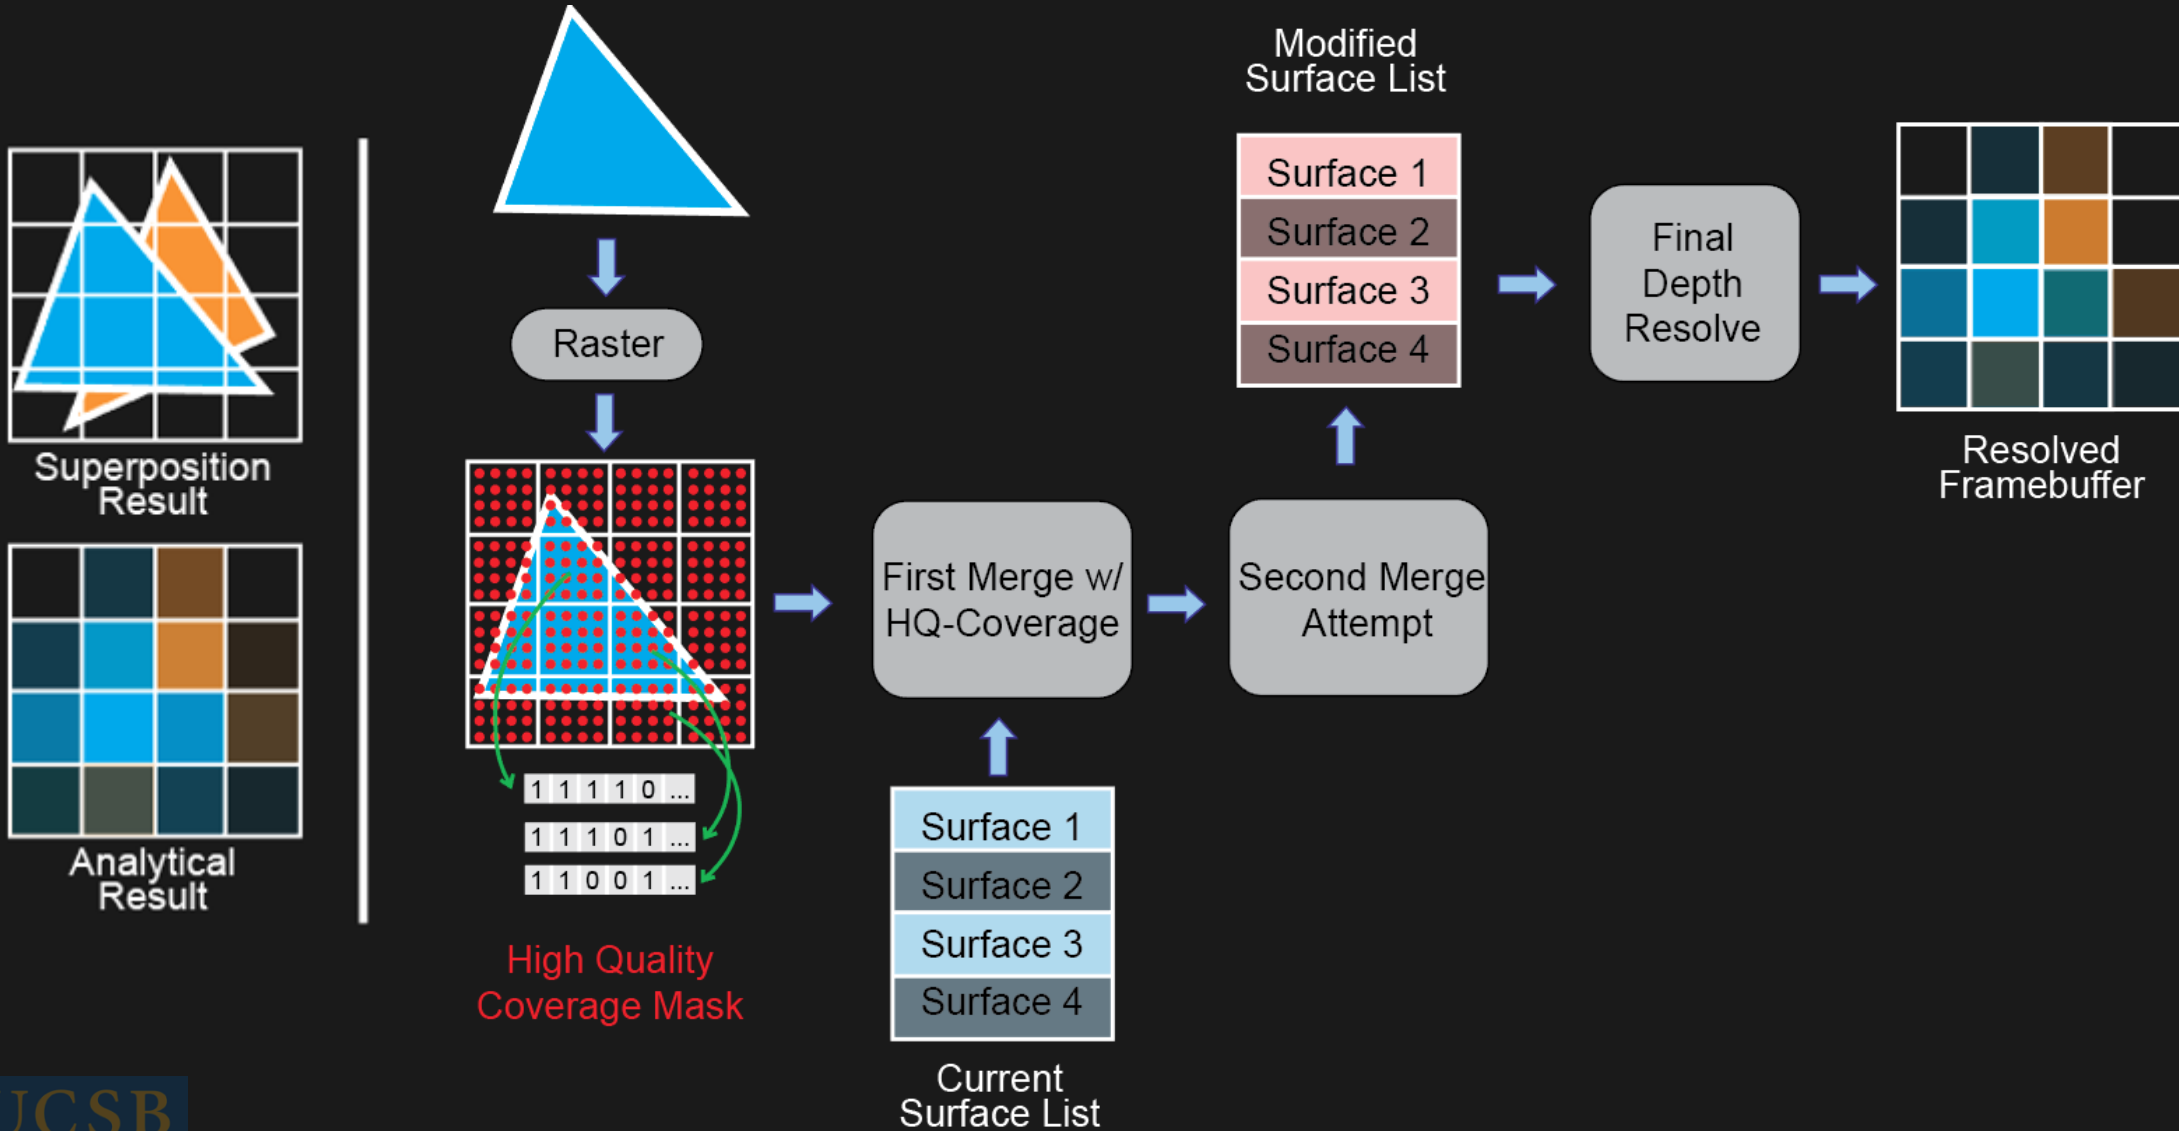 Superposition
Result
Analytical
Result
Raster
1 1 1 1 0 ...
1 1 1 0 1 ...
1 1 0 0 1 ...
High Quality
Coverage Mask
First Merge w/
HQ-Coverage
Surface 1
Surface 2
Surface 3
Surface 4
Current
Surface List
Second Merge
Attempt
Modified
Surface List
Surface 1
Surface 2
Surface 3
Surface 4
Final
Depth
Resolve
Resolved
Framebuffer
UCSB